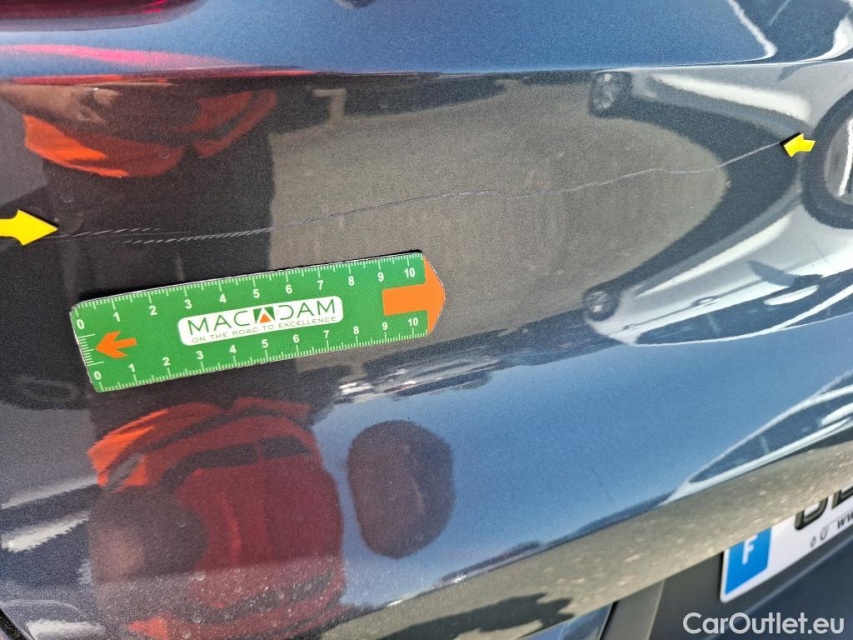 0 1 2 3 4 5 6 7 8 9 10
MACADAM
ON THE ROAD TO EXCELLENCE
0 1 2 3 4 5 6 7 8 9 10
F
CarOutlet.eu